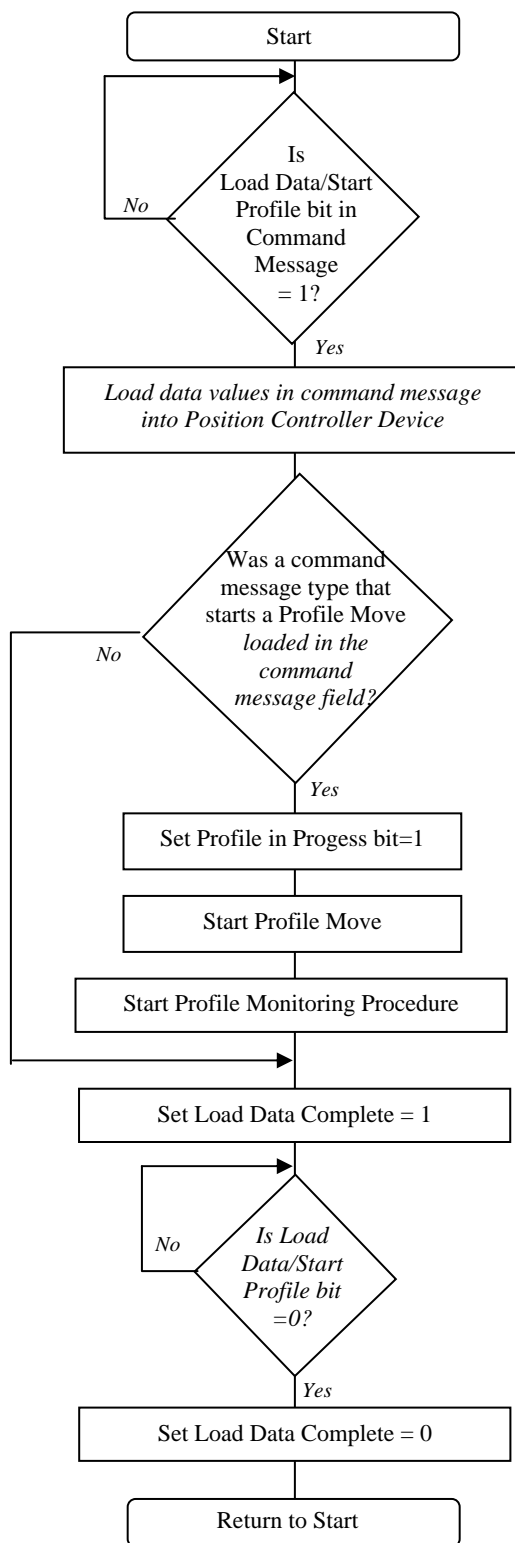 Start
Is
Load Data/Start
Profile bit in
Command
Message
= 1?
No
Yes
Load data values in command message
into Position Controller Device
Was a command
message type that
starts a Profile Move
loaded in the
command
message field?
No
Yes
Set Profile in Progess bit=1
Start Profile Move
Start Profile Monitoring Procedure
Set Load Data Complete = 1
Is Load
Data/Start
Profile bit
=0?
No
Yes
Set Load Data Complete = 0
Return to Start